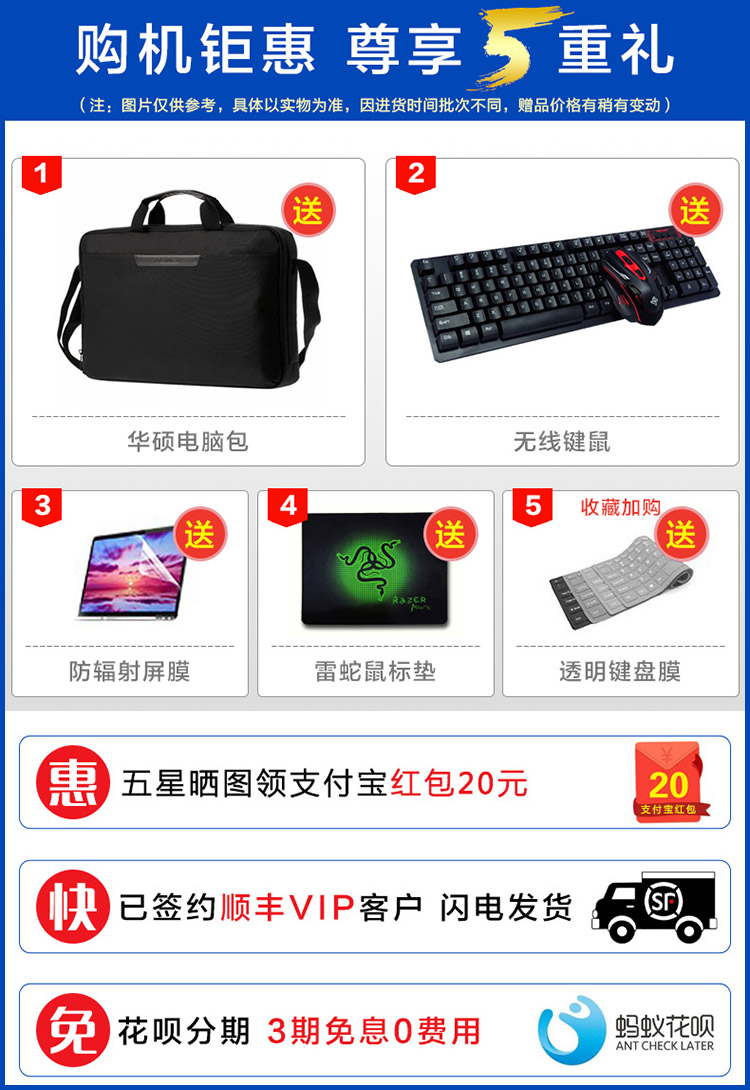 购机钜惠 尊享5重礼
（注：图片仅供参考，具体以实物为准，因进货时间批次不同，赠品价格有稍有变动）
1
送
华硕电脑包
2
送
无线键鼠
3
送
防辐射屏膜
4
送
RAZER
Mantis
雷蛇鼠标垫
5
收藏加购
送
透明键盘膜
惠
五星晒图领支付宝红包20元
¥
20
支付宝红包
快
已签约顺丰VIP客户 闪电发货
SF
免
花呗分期 3期免息0费用
蚂蚁花呗
ANT CHECK LATER